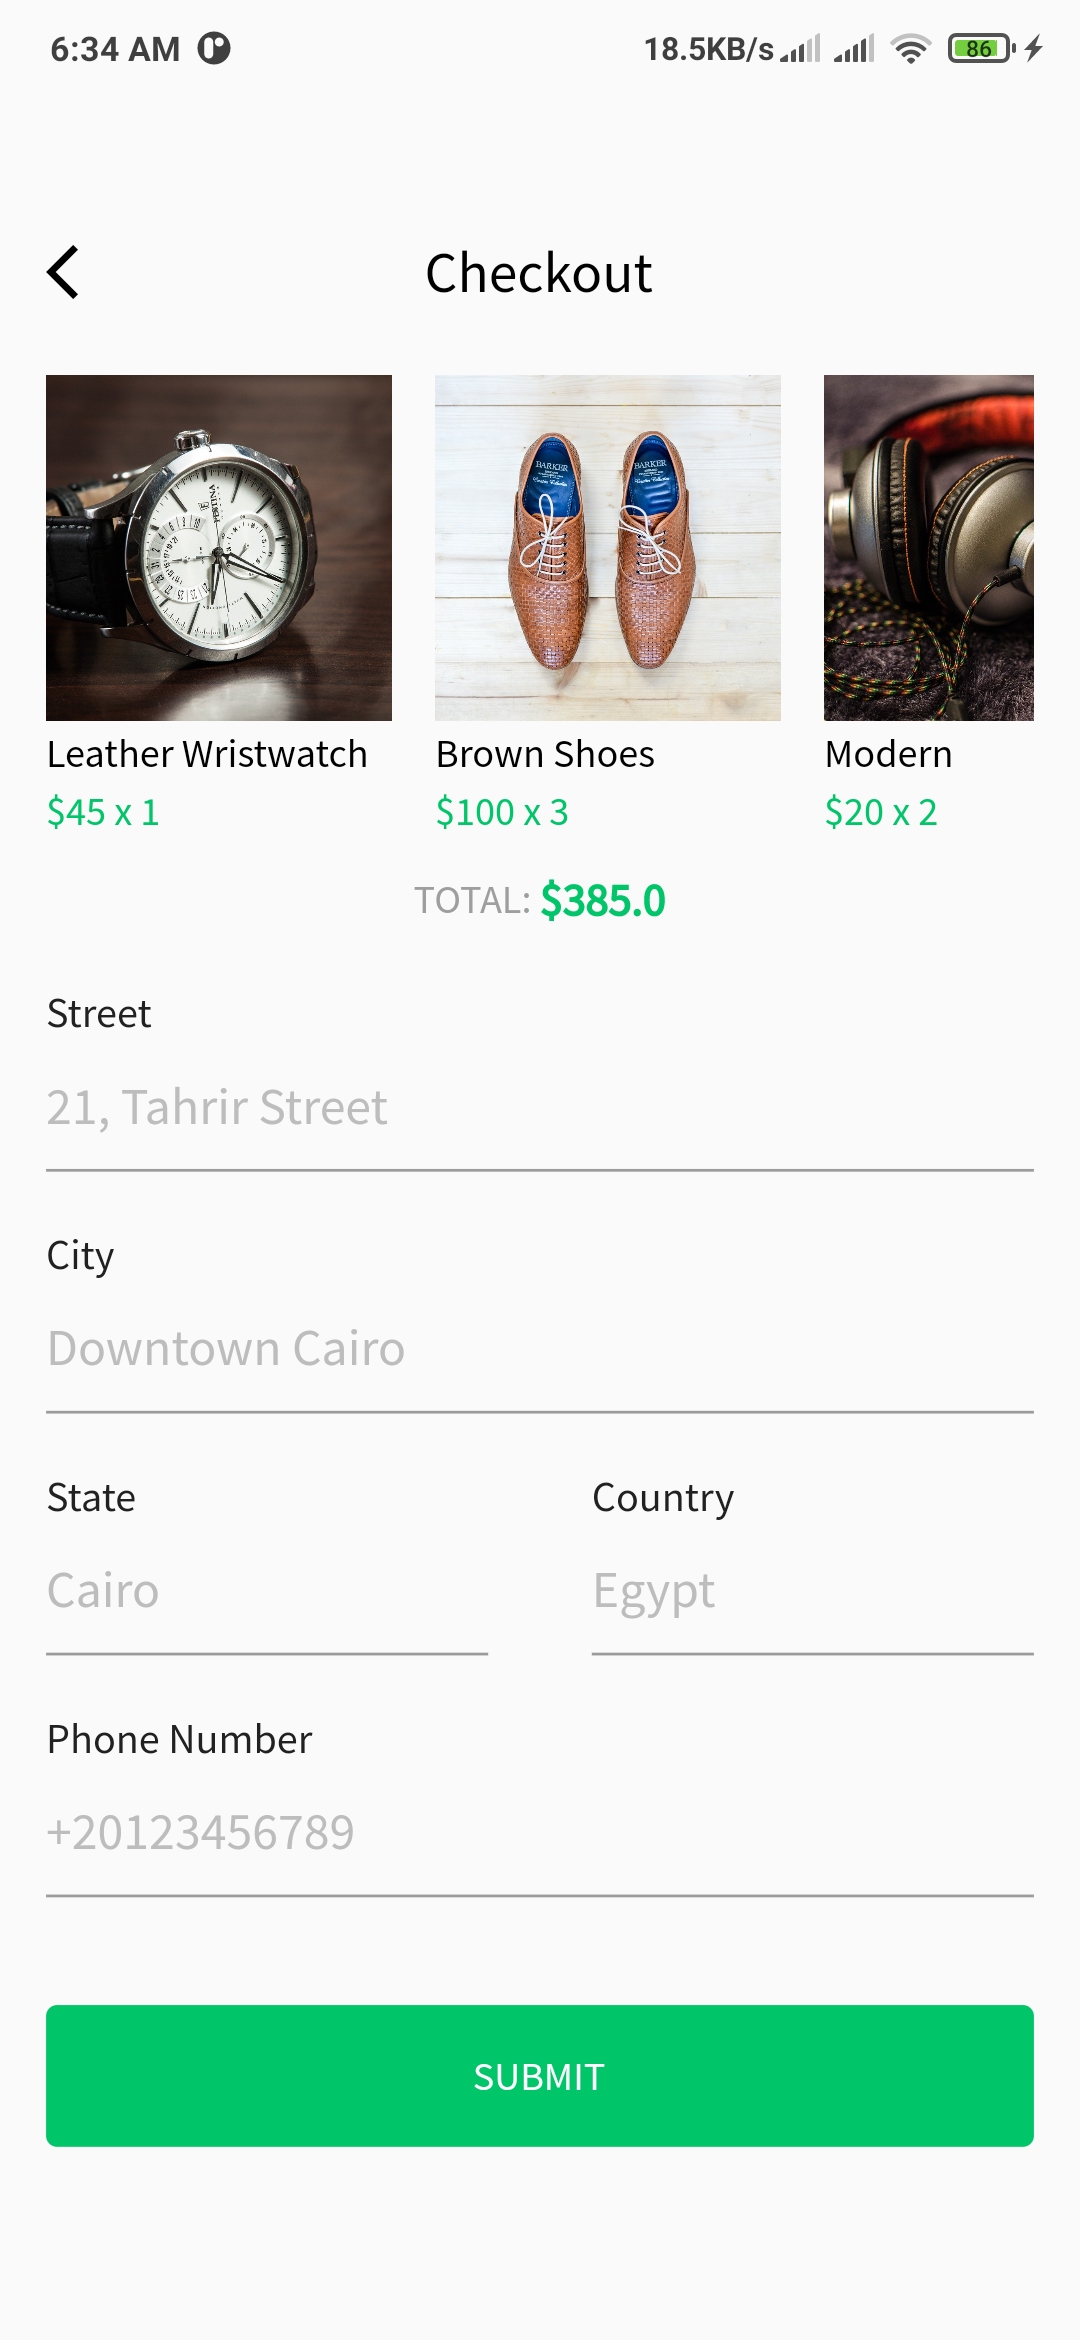 6:34 AM 18.5KB/s 86
Checkout
BARKER BARKER
Leather Wristwatch Brown Shoes Modern
$45 x 1 $100 x 3 $20 x 2
TOTAL: $385.0
Street
21, Tahrir Street
City
Downtown Cairo
State Country
Cairo Egypt
Phone Number
+20123456789
SUBMIT